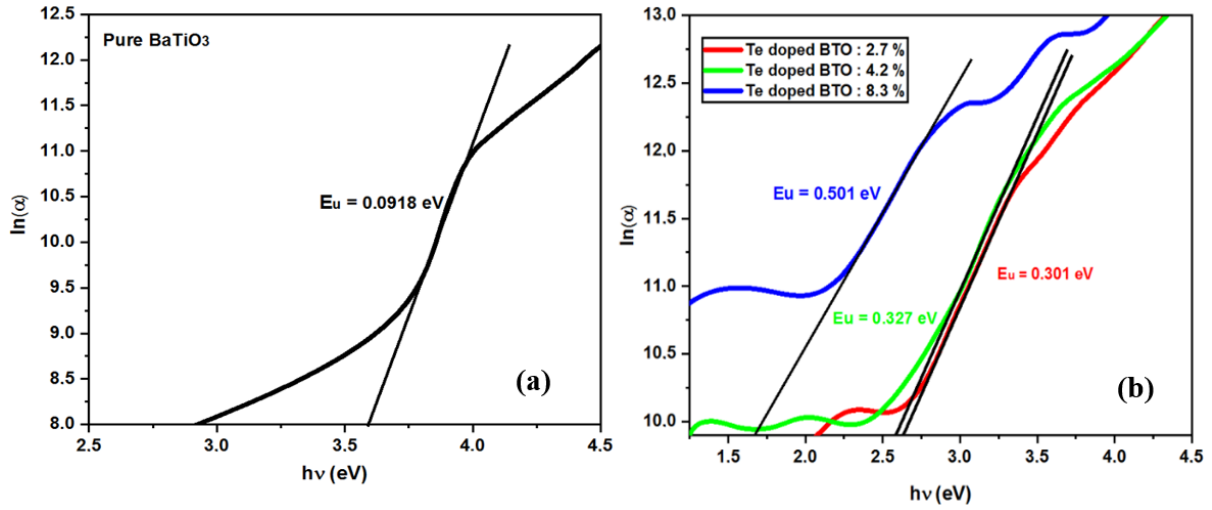 (a)
Pure BaTiO3
Eu = 0.0918 eV
ln(α)
12.5
12.0
11.5
11.0
10.5
10.0
9.5
9.0
8.5
8.0
2.5 3.0 3.5 4.0 4.5
hν (eV)
(b)
Te doped BTO : 2.7 %
Te doped BTO : 4.2 %
Te doped BTO : 8.3 %
Eu = 0.501 eV
Eu = 0.301 eV
Eu = 0.327 eV
ln(α)
13.0
12.5
12.0
11.5
11.0
10.5
10.0
1.5 2.0 2.5 3.0 3.5 4.0 4.5
hν (eV)